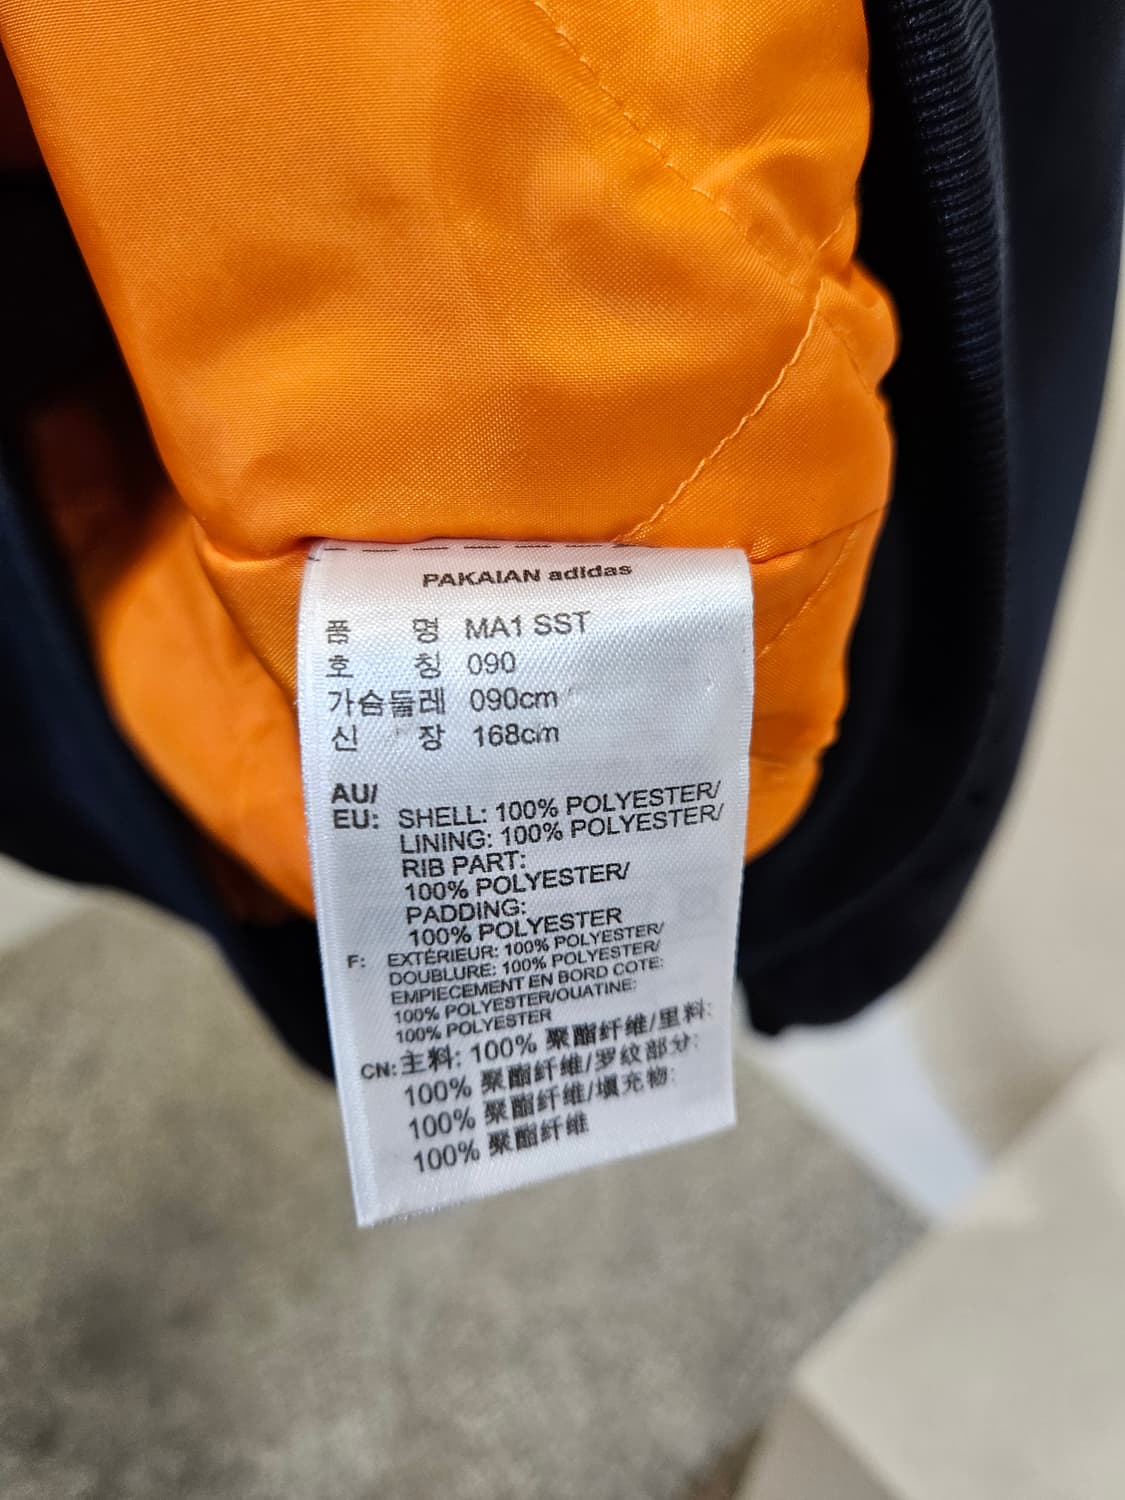 PAKAIAN adidas
품 명 MA1 SST
호 칭 090
가슴둘레 090cm
신 장 168cm
AU/
EU: SHELL: 100% POLYESTER/
LINING: 100% POLYESTER/
RIB PART:
100% POLYESTER/
PADDING:
100% POLYESTER
F: EXTÉRIEUR: 100% POLYESTER/
DOUBLURE: 100% POLYESTER/
EMPIECEMENT EN BORD COTE:
100% POLYESTER/OUATINE:
100% POLYESTER
CN: 主料: 100% 聚酯纤维/里料:
100% 聚酯纤维/罗纹部分:
100% 聚酯纤维/填充物:
100% 聚酯纤维